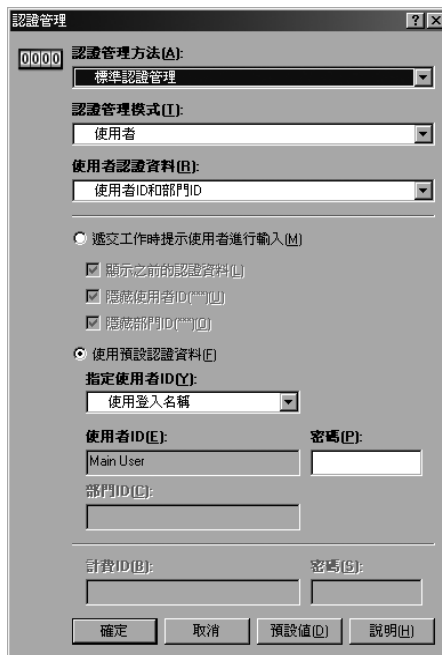 認證管理
0000 認證管理方法(A):
標準認證管理
認證管理模式(T):
使用者
使用者認證資料(R):
使用者ID和部門ID
遞交工作時提示使用者進行輸入(M)
顯示之前的認證資料(L)
隱藏使用者ID(***)(U)
隱藏部門ID(***)(O)
使用預設認證資料(F)
指定使用者ID(Y):
使用登入名稱
使用者ID(E): 密碼(P):
Main User
部門ID(C):
計費ID(B): 密碼(S):
確定 取消 預設值(D) 說明(H)